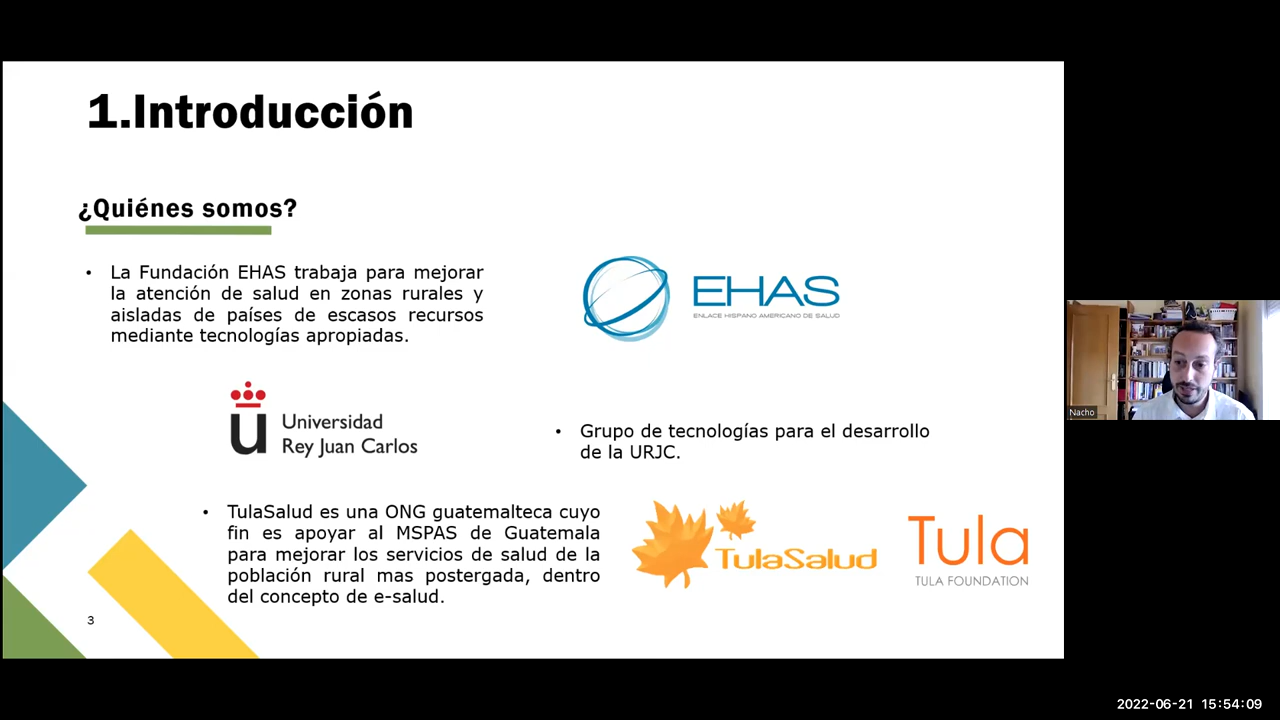 1.Introducción
¿Quiénes somos?
• La Fundación EHAS trabaja para mejorar
la atención de salud en zonas rurales y
aisladas de países de escasos recursos
mediante tecnologías apropiadas.
EHAS
ENLACE HISPANO AMERICANO DE SALUD
u Universidad
Rey Juan Carlos
• Grupo de tecnologías para el desarrollo
de la URJC.
• TulaSalud es una ONG guatemalteca cuyo
fin es apoyar al MSPAS de Guatemala
para mejorar los servicios de salud de la
población rural mas postergada, dentro
del concepto de e-salud.
TulaSalud
Tula
TULA FOUNDATION
3
Nacho
2022-06-21 15:54:09